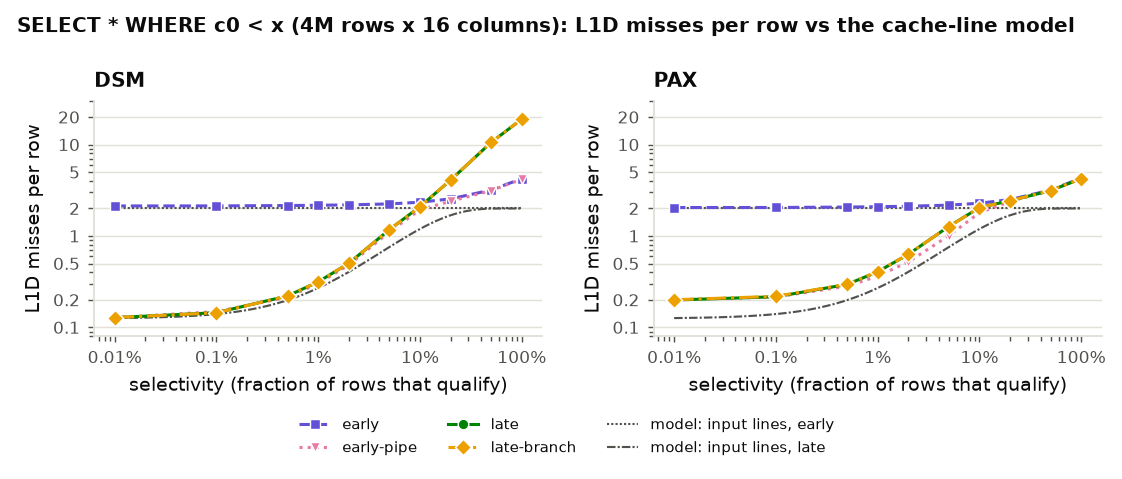 SELECT * WHERE c0 < x (4M rows x 16 columns): L1D misses per row vs the cache-line model
DSM
L1D misses per row
20
10
5
2
1
0.5
0.2
0.1
0.01%
0.1%
1%
10%
100%
selectivity (fraction of rows that qualify)
PAX
L1D misses per row
20
10
5
2
1
0.5
0.2
0.1
0.01%
0.1%
1%
10%
100%
selectivity (fraction of rows that qualify)
early
early-pipe
late
late-branch
model: input lines, early
model: input lines, late